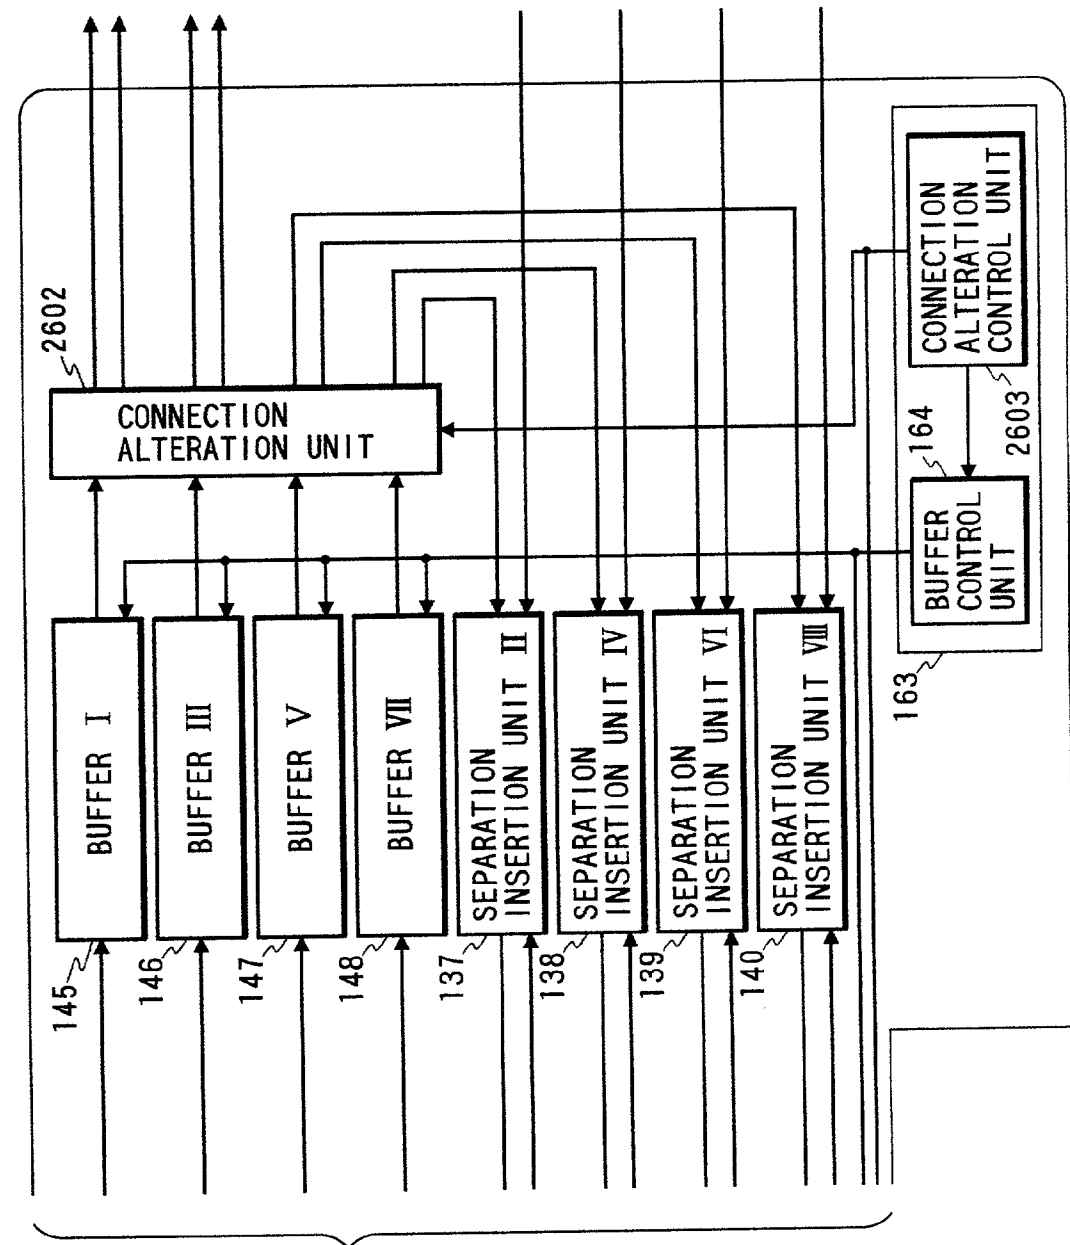 2602
CONNECTION
ALTERATION UNIT
BUFFER I
145
BUFFER III
146
BUFFER V
147
BUFFER VII
148
SEPARATION
INSERTION UNIT II
137
SEPARATION
INSERTION UNIT IV
138
SEPARATION
INSERTION UNIT VI
139
SEPARATION
INSERTION UNIT VIII
140
CONNECTION
ALTERATION
CONTROL UNIT
2603
164
BUFFER
CONTROL
UNIT
163